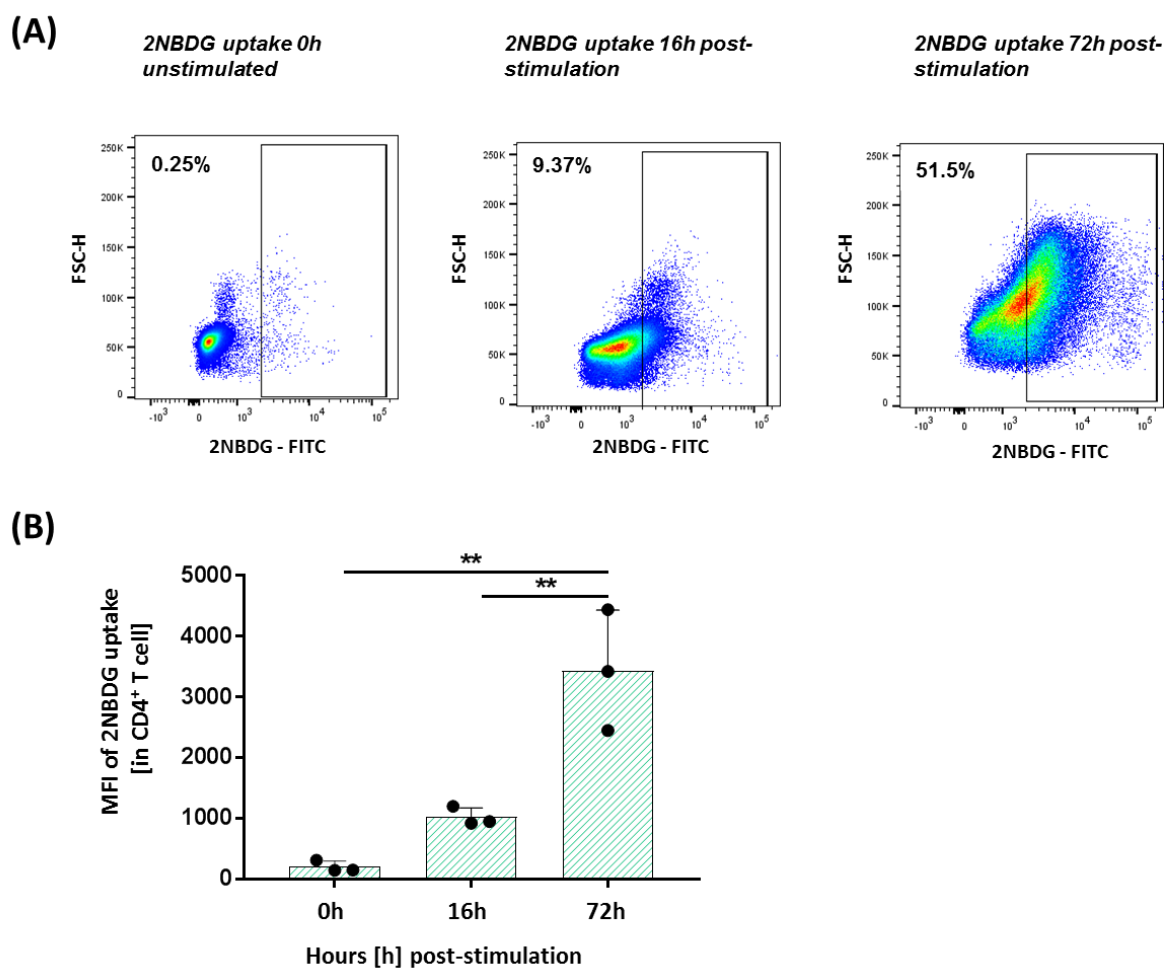 (A)
2NBDG uptake 0h
unstimulated
2NBDG uptake 16h post-
stimulation
2NBDG uptake 72h post-
stimulation
0.25%
250K
200K
150K
100K
50K
0
FSC-H
-10³ 0 10³ 10⁴ 10⁵
2NBDG - FITC
9.37%
250K
200K
150K
100K
50K
0
FSC-H
-10³ 0 10³ 10⁴ 10⁵
2NBDG - FITC
51.5%
250K
200K
150K
100K
50K
0
FSC-H
-10³ 0 10³ 10⁴ 10⁵
2NBDG - FITC
(B)
MFI of 2NBDG uptake
[in CD4⁺ T cell]
5000
4000
3000
2000
1000
0
**
**
0h 16h 72h
Hours [h] post-stimulation